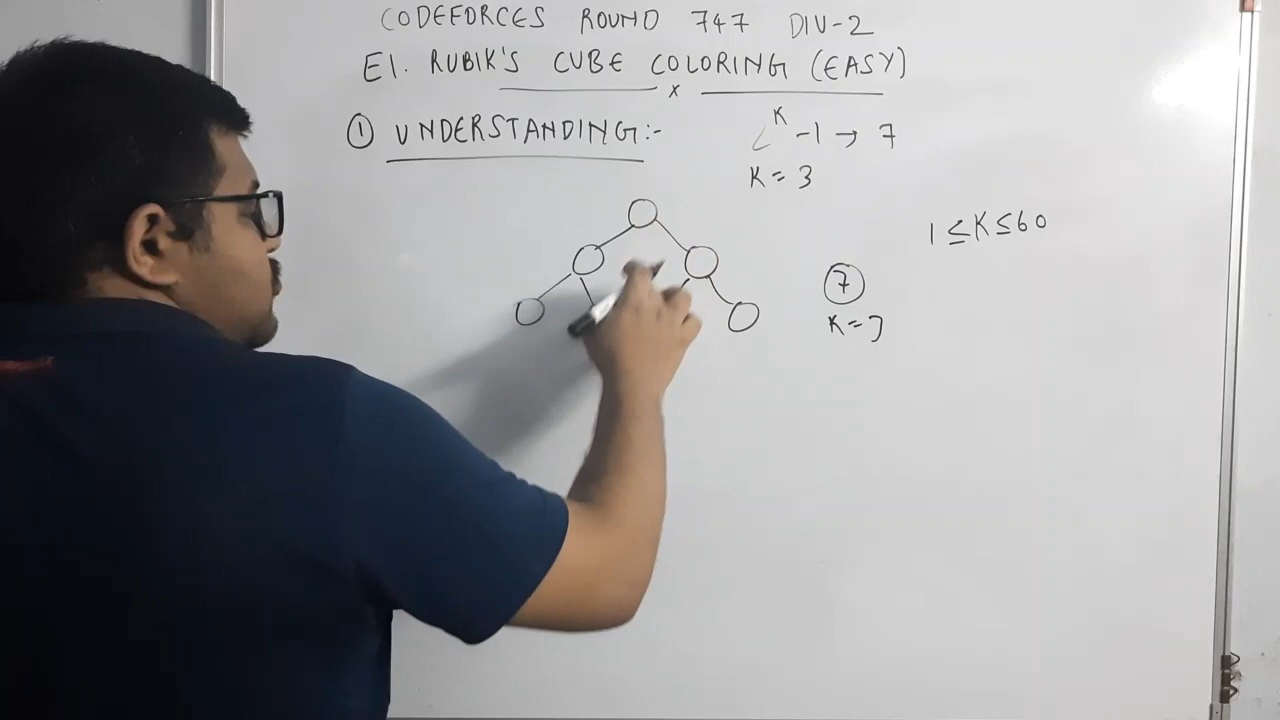 CODEFORCES ROUND 747 DIV-2
E1. RUBIK'S CUBE COLORING (EASY)
x
① UNDERSTANDING:-
2^K -1 → 7
K = 3
1 ≤ K ≤ 60
7
K = 3